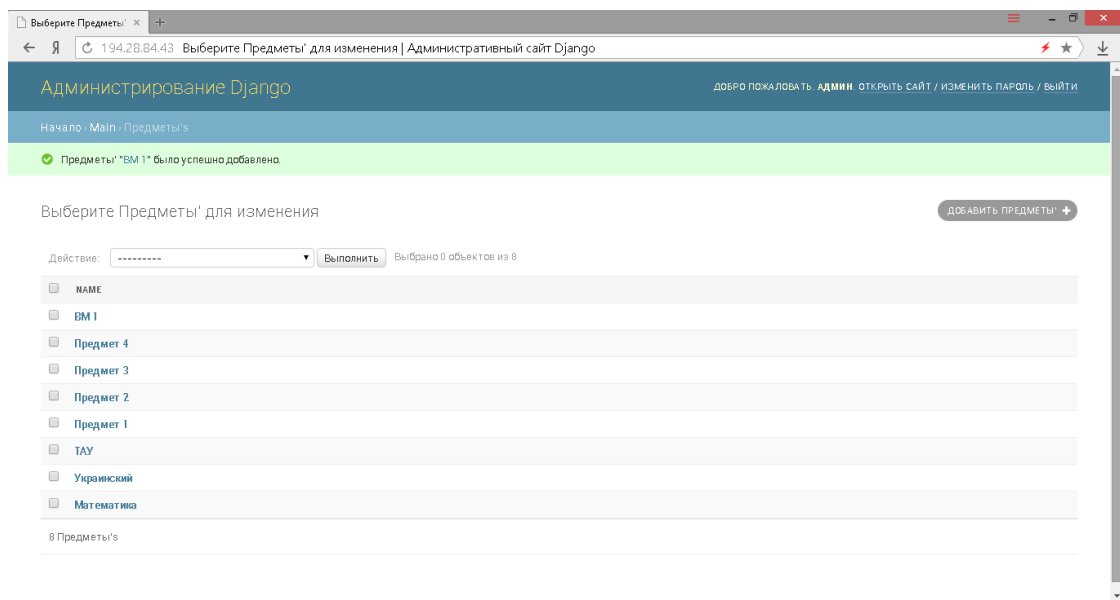 Выберите Предметы'
Я 194.28.84.43 Выберите Предметы' для изменения | Административный сайт Django
Администрирование Django
ДОБРО ПОЖАЛОВАТЬ, АДМИН. ОТКРЫТЬ САЙТ / ИЗМЕНИТЬ ПАРОЛЬ / ВЫЙТИ
Начало › Main › Предметы's
Предметы' "ВМ 1" было успешно добавлено.
Выберите Предметы' для изменения
ДОБАВИТЬ ПРЕДМЕТЫ' +
Действие: --------- Выполнить Выбрано 0 объектов из 8
NAME
ВМ 1
Предмет 4
Предмет 3
Предмет 2
Предмет 1
ТАУ
Украинский
Математика
8 Предметы's